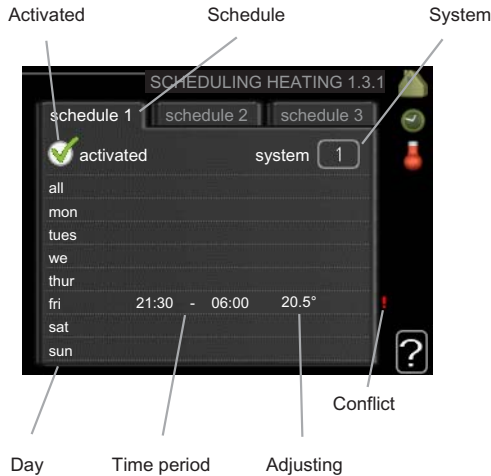 Activated Schedule System
SCHEDULING HEATING 1.3.1
schedule 1 schedule 2 schedule 3
activated system 1
all
mon
tues
we
thur
fri 21:30 - 06:00 20.5° !
sat
sun
?
Conflict
Day Time period Adjusting